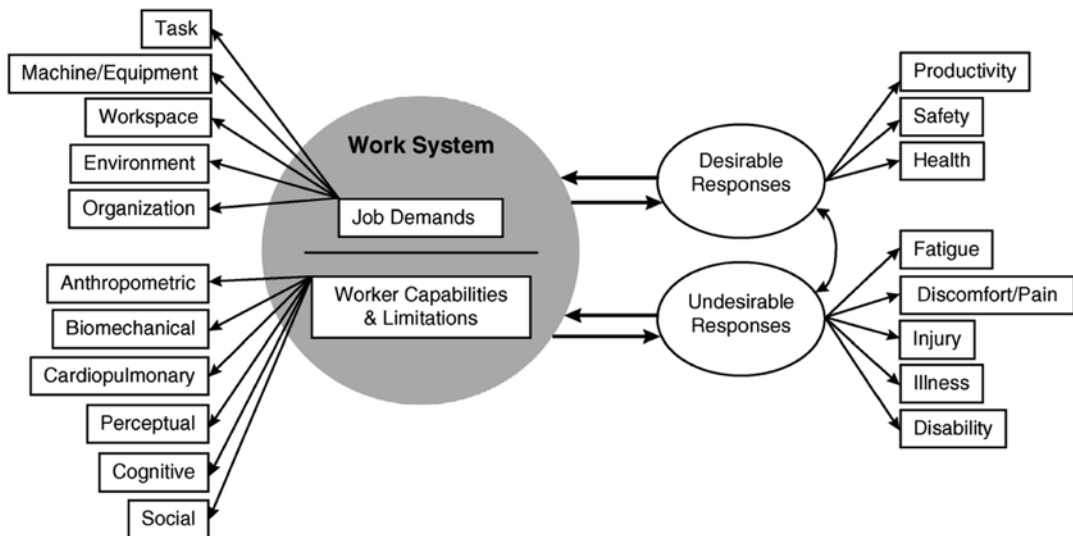 Task
Machine/Equipment
Workspace
Environment
Organization
Anthropometric
Biomechanical
Cardiopulmonary
Perceptual
Cognitive
Social
Work System
Job Demands
Worker Capabilities
& Limitations
Desirable
Responses
Undesirable
Responses
Productivity
Safety
Health
Fatigue
Discomfort/Pain
Injury
Illness
Disability